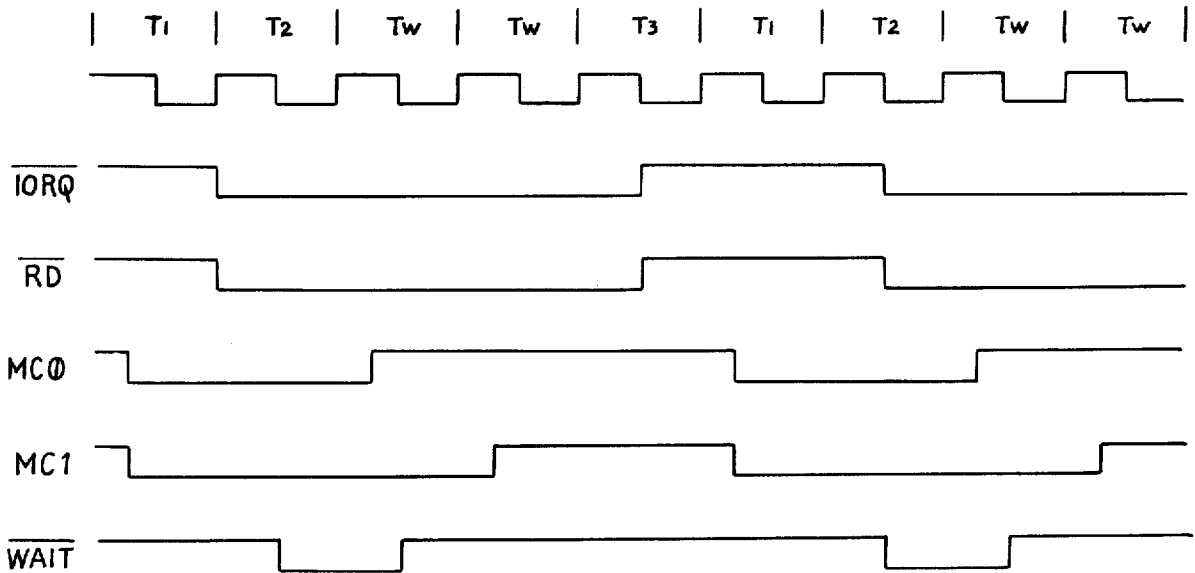 T1 T2 Tw Tw T3 T1 T2 Tw Tw
IORQ
RD
MC0
MC1
WAIT